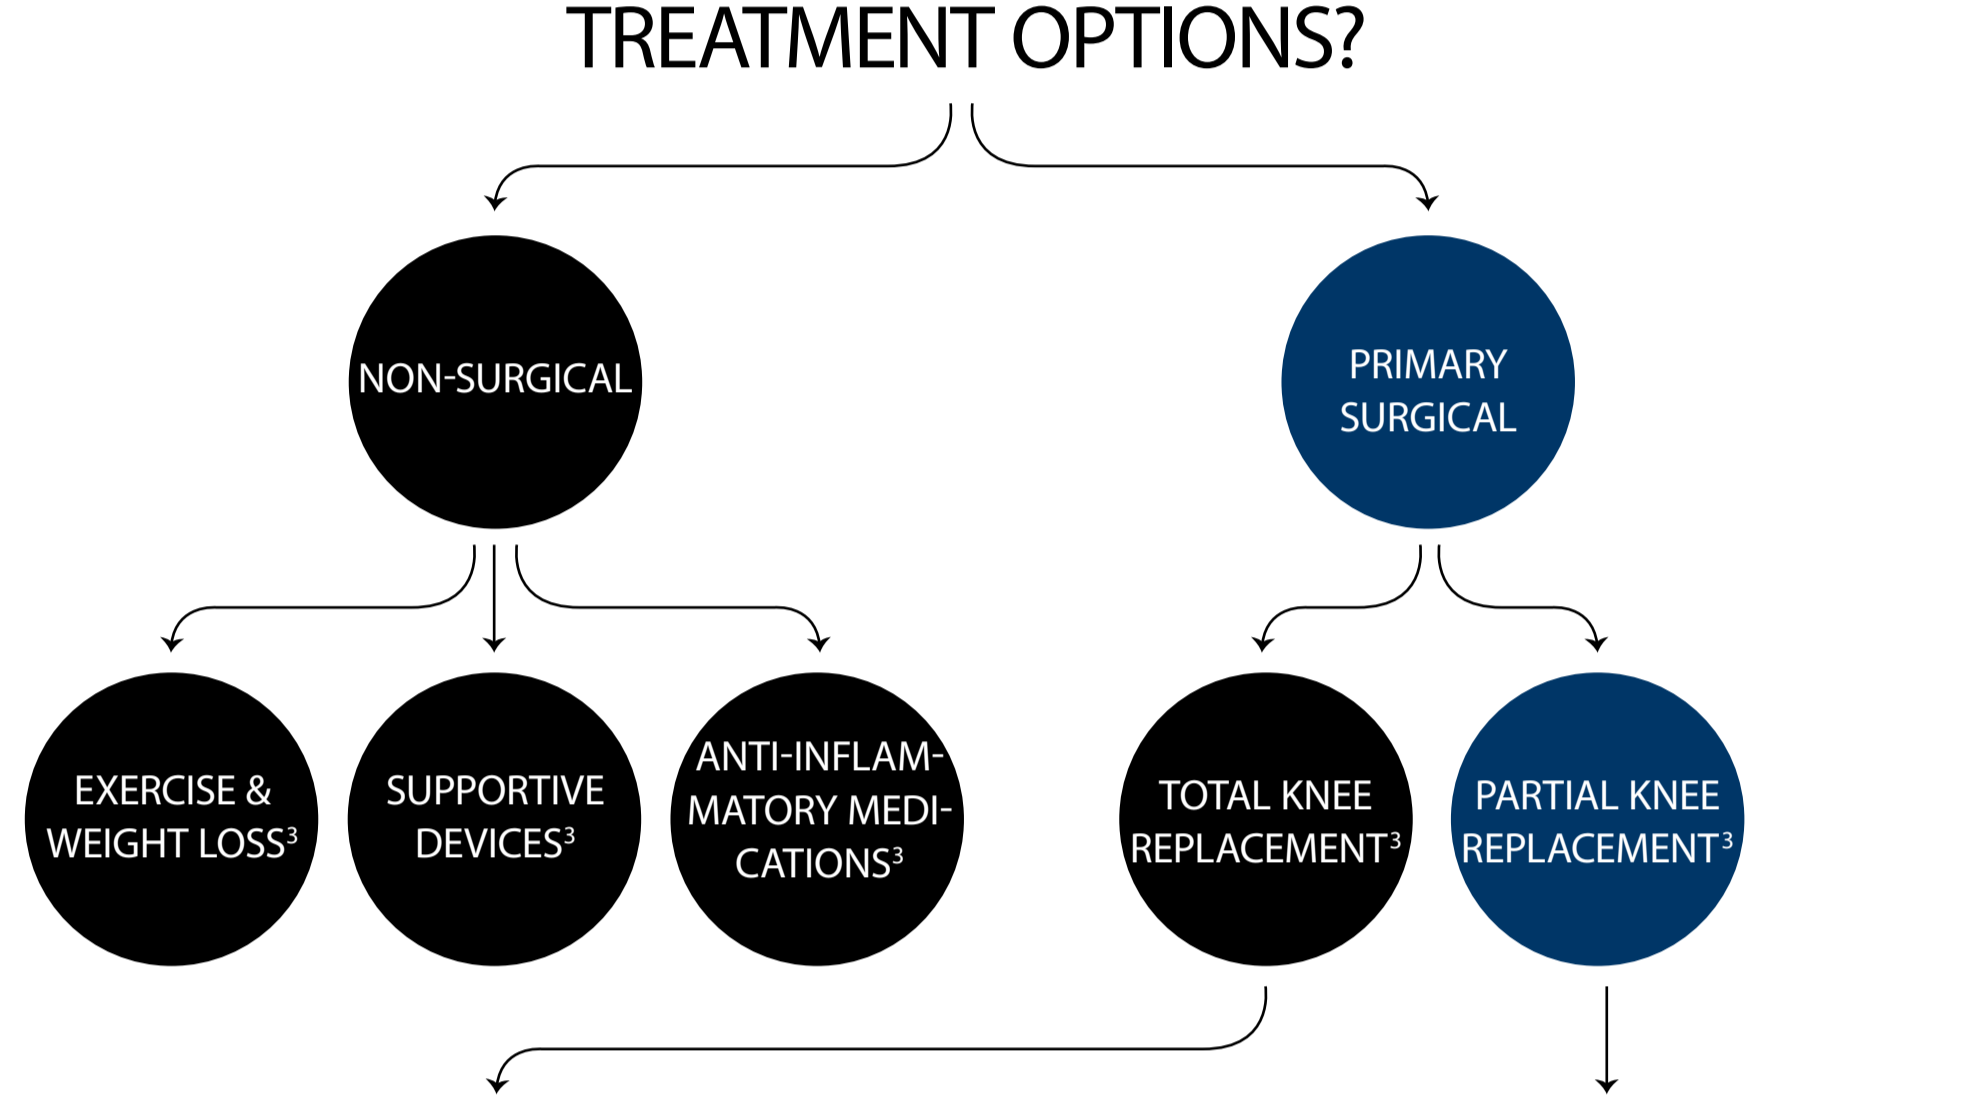 TREATMENT OPTIONS?
NON-SURGICAL
PRIMARY
SURGICAL
EXERCISE &
WEIGHT LOSS³
SUPPORTIVE
DEVICES³
ANTI-INFLAM-
MATORY MEDI-
CATIONS³
TOTAL KNEE
REPLACEMENT³
PARTIAL KNEE
REPLACEMENT³